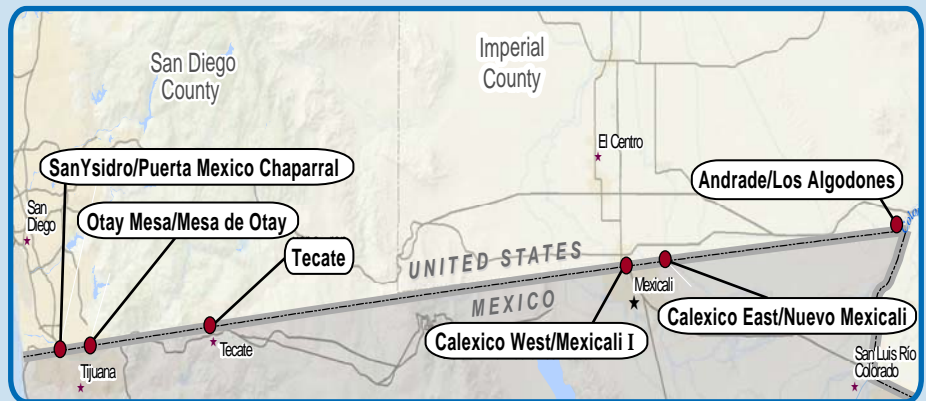 San Diego
County
Imperial
County
El Centro
SanYsidro/Puerta Mexico Chaparral
Andrade/Los Algodones
San
Diego
Otay Mesa/Mesa de Otay
Tecate
UNITED STATES
MEXICO
Mexicali
Calexico East/Nuevo Mexicali
Calexico West/Mexicali I
Tecate
Tijuana
San Luis Río
Colorado